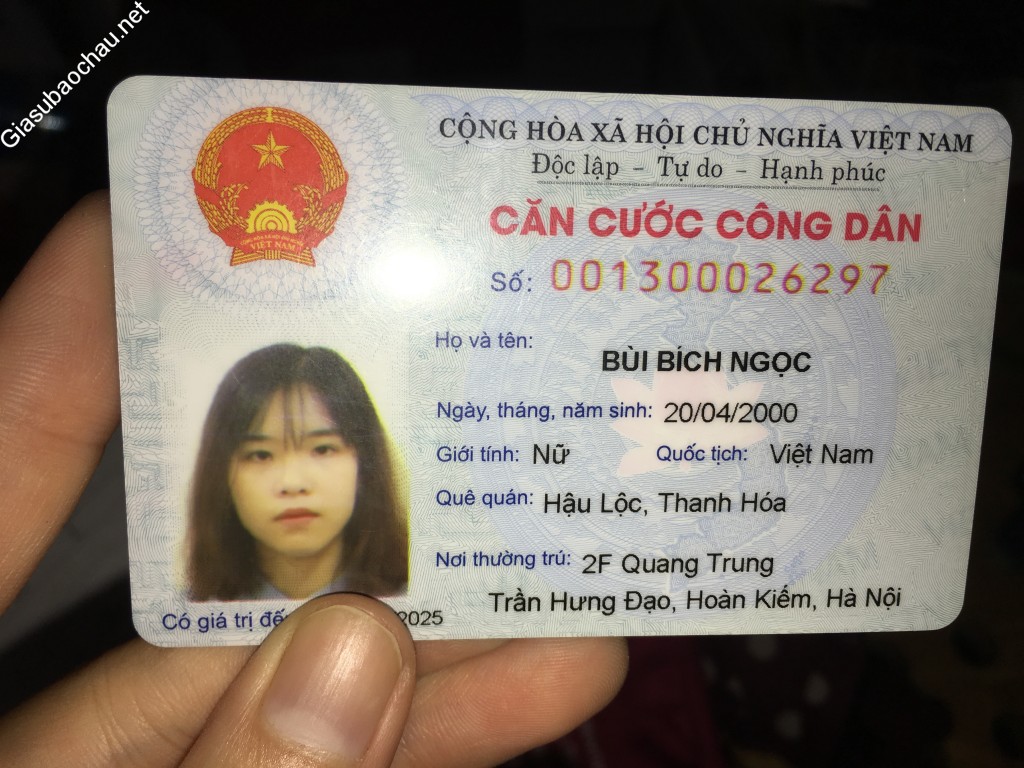 Giasubaochau.net
CỘNG HÒA XÃ HỘI CHỦ NGHĨA VIỆT NAM
Độc lập – Tự do – Hạnh phúc
CĂN CƯỚC CÔNG DÂN
VIỆT NAM
Số: 001300026297
Họ và tên:
BÙI BÍCH NGỌC
Ngày, tháng, năm sinh: 20/04/2000
Giới tính: Nữ Quốc tịch: Việt Nam
Quê quán: Hậu Lộc, Thanh Hóa
Nơi thường trú: 2F Quang Trung
Trần Hưng Đạo, Hoàn Kiếm, Hà Nội
Có giá trị 2025